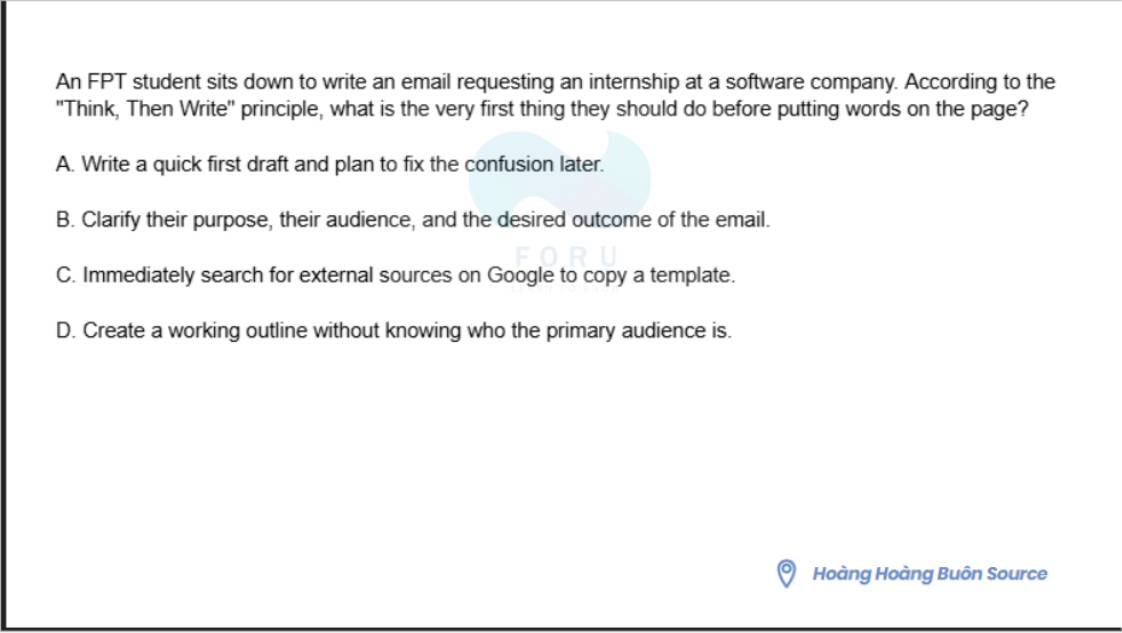 An FPT student sits down to write an email requesting an internship at a software company. According to the
"Think, Then Write" principle, what is the very first thing they should do before putting words on the page?
A. Write a quick first draft and plan to fix the confusion later.
B. Clarify their purpose, their audience, and the desired outcome of the email.
FORU
C. Immediately search for external sources on Google to copy a template.
D. Create a working outline without knowing who the primary audience is.
Hoàng Hoàng Buôn Source